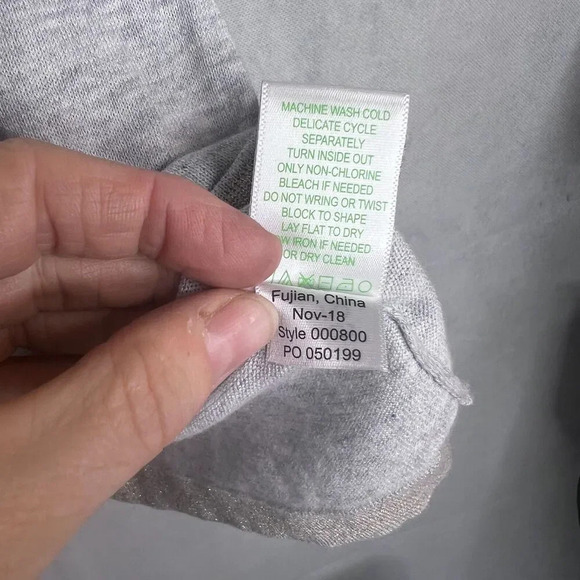 MACHINE WASH COLD
DELICATE CYCLE
SEPARATELY
TURN INSIDE OUT
ONLY NON-CHLORINE
BLEACH IF NEEDED
DO NOT WRING OR TWIST
BLOCK TO SHAPE
LAY FLAT TO DRY
IRON IF NEEDED
OR DRY CLEAN
Fujian, China
Nov-18
Style 000800
PO 050199